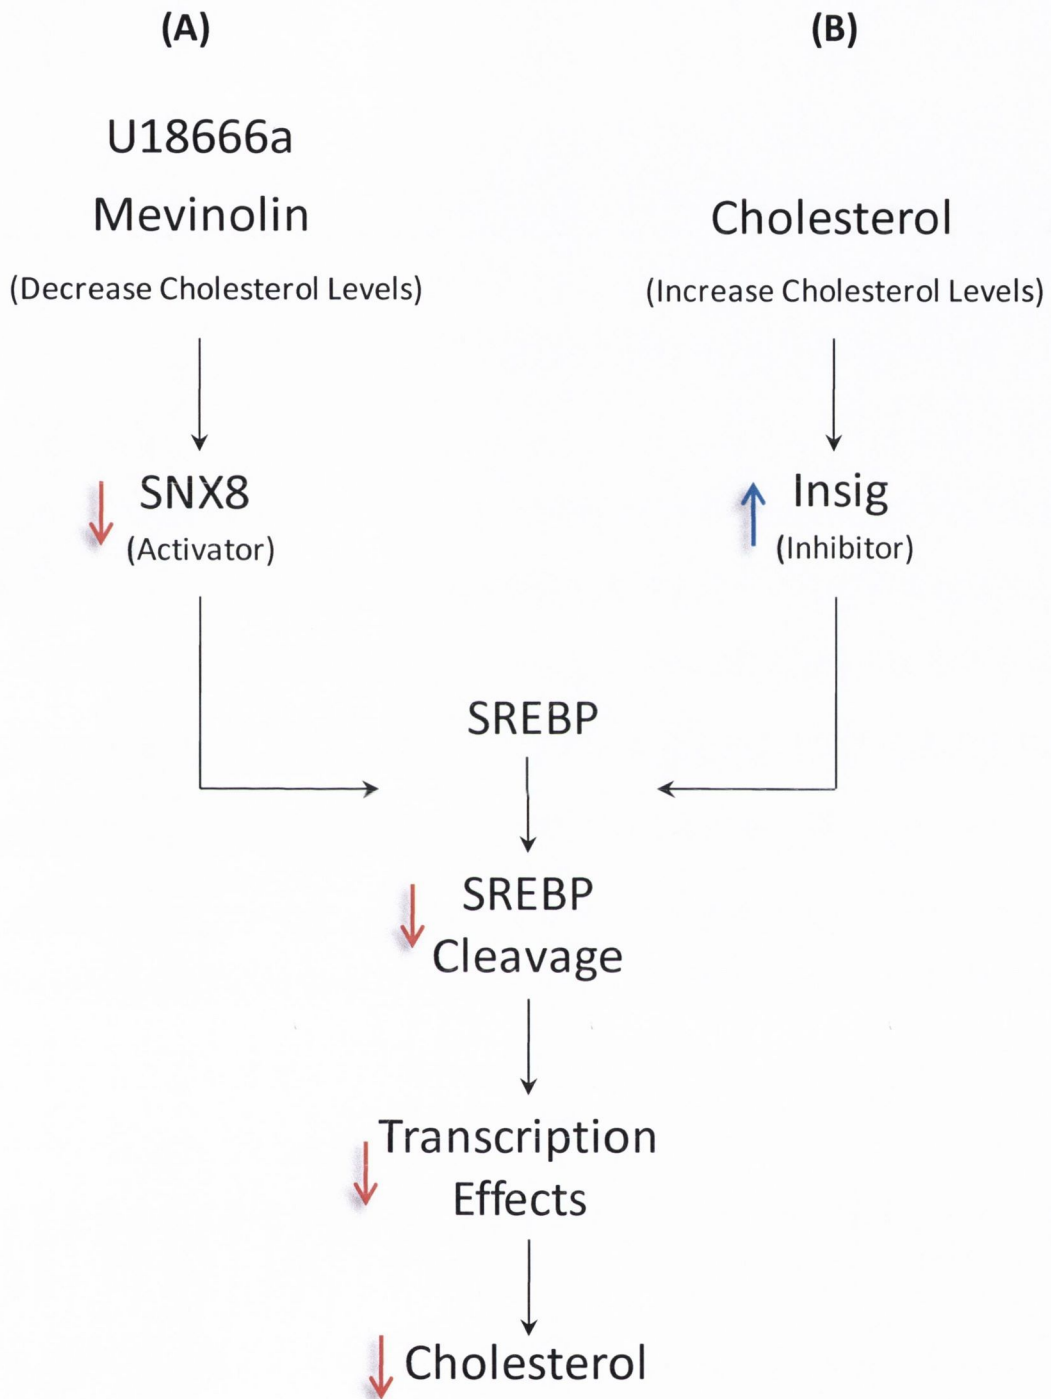 (A)
(B)
U18666a
Mevinolin
(Decrease Cholesterol Levels)
Cholesterol
(Increase Cholesterol Levels)
SNX8
(Activator)
Insig
(Inhibitor)
SREBP
SREBP
Cleavage
Transcription
Effects
Cholesterol